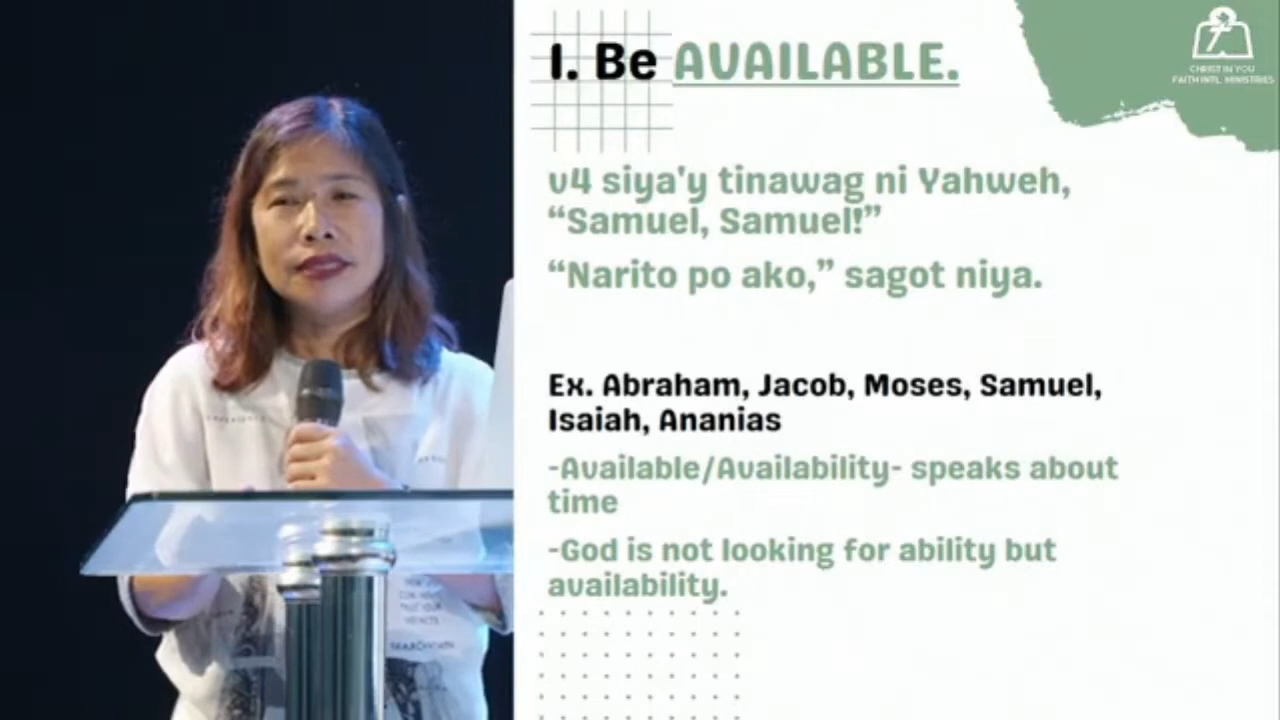 I. Be AVAILABLE.
CHRIST IN YOU
FAITH INTL. MINISTRIES
v4 siya'y tinawag ni Yahweh,
“Samuel, Samuel!”
“Narito po ako,” sagot niya.
Ex. Abraham, Jacob, Moses, Samuel,
Isaiah, Ananias
-Available/Availability- speaks about
time
-God is not looking for ability but
availability.